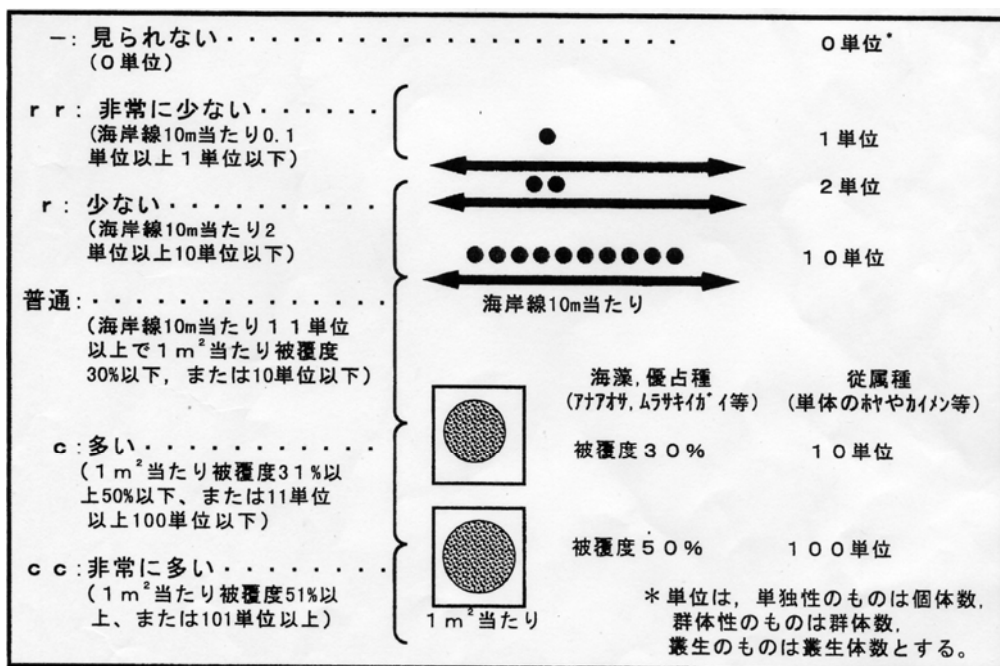 －: 見られない・・・・・・・・・・・・・・・・・・・・・ 0単位*
(0単位)
ｒｒ: 非常に少ない・・・・・・
(海岸線10m当たり0.1
単位以上１単位以下)
1単位
ｒ: 少ない・・・・・・・・・・
(海岸線10m当たり2
単位以上10単位以下)
2単位
10単位
海岸線10m当たり
普通:・・・・・・・・・・・・・・
(海岸線10m当たり１１単位
以上で１ｍ²当たり被覆度
30%以下，または10単位以下)
海藻,優占種
(ｱﾅｱｵｻ,ﾑﾗｻｷｲｶﾞｲ等)
従属種
(単体のﾎﾔやｶｲﾒﾝ等)
ｃ:多い・・・・・・・・・・・
(１ｍ²当たり被覆度３１%以
上50%以下、または11単位
以上100単位以下)
被覆度３０％ １０単位
ｃｃ:非常に多い・・・・・・・・
(１ｍ²当たり被覆度51%以
上、または101単位以上)
被覆度５０％ １００単位
１ｍ²当たり
＊単位は，単独性のものは個体数，
群体性のものは群体数，
叢生のものは叢生体数とする。